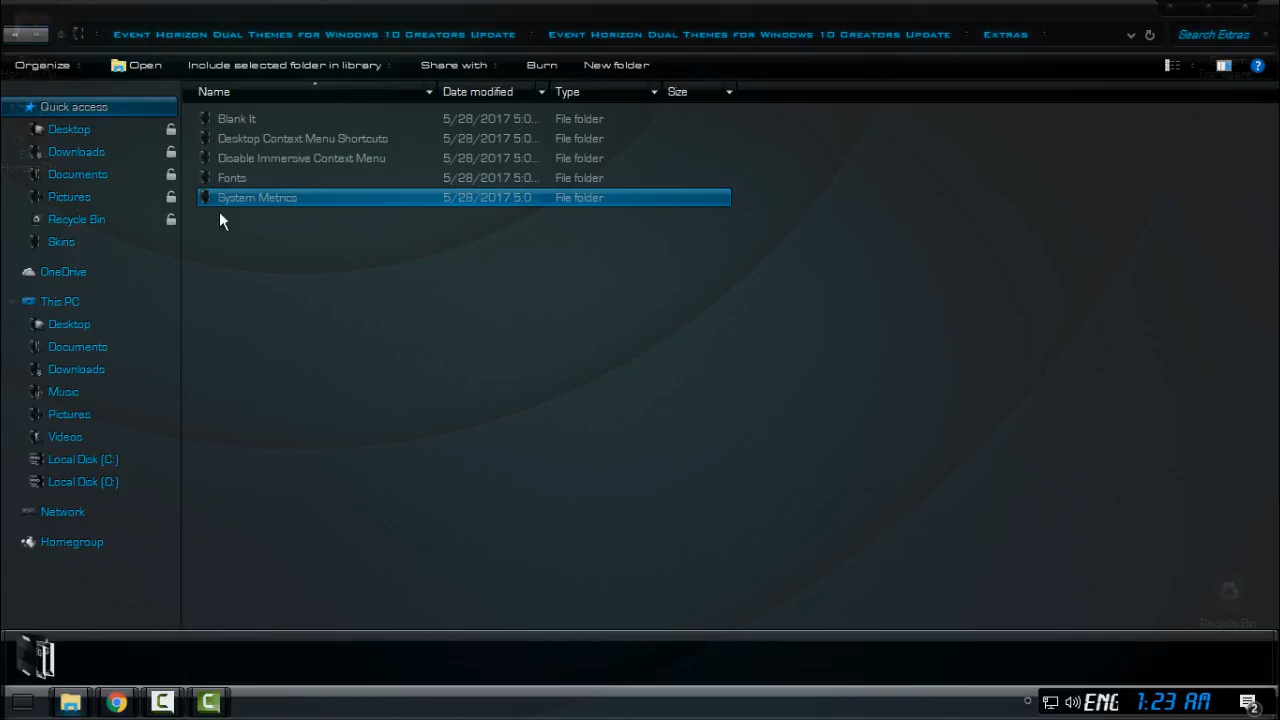 Event Horizon Dual Themes for Windows 10 Creators Update Event Horizon Dual Themes for Windows 10 Creators Update Extras Search Extras
Organize Open Include selected folder in library Share with Burn New folder
Name Date modified Type Size
Quick access
Desktop
Downloads
Documents
Pictures
Recycle Bin
Skins
OneDrive
This PC
Desktop
Documents
Downloads
Music
Pictures
Videos
Local Disk (C:)
Local Disk (D:)
Network
Homegroup
Blank It 5/28/2017 5:0... File folder
Desktop Context Menu Shortcuts 5/28/2017 5:0... File folder
Disable Immersive Context Menu 5/28/2017 5:0... File folder
Fonts 5/28/2017 5:0... File folder
System Metrics 5/28/2017 5:0... File folder
Recycle Bin
ENG 1:23 AM 2